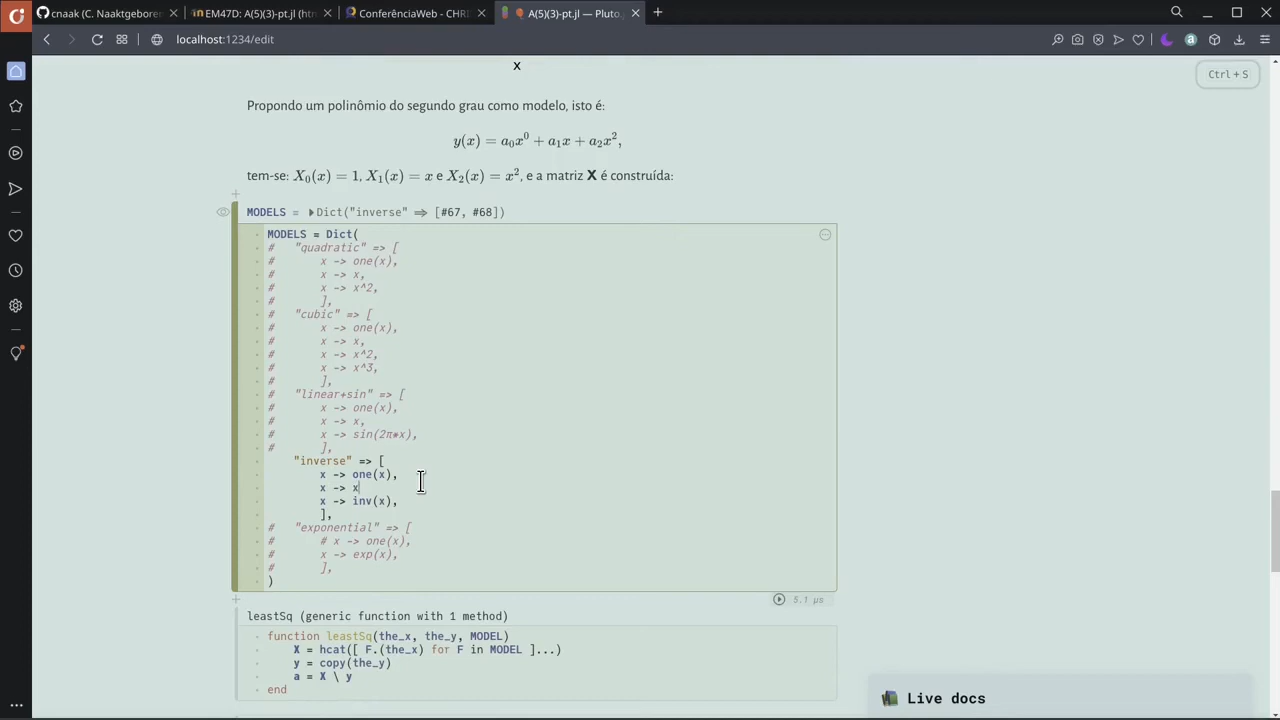 cnaak (C. Naaktgeboren
EM47D: A(5)(3)-pt.jl (htm
ConferênciaWeb - CHRI
A(5)(3)-pt.jl — Pluto.
localhost:1234/edit
Ctrl + S
x
Propondo um polinômio do segundo grau como modelo, isto é:
y(x) = a₀x⁰ + a₁x + a₂x²,
tem-se: X₀(x) = 1, X₁(x) = x e X₂(x) = x², e a matriz X é construída:
MODELS = Dict("inverse" ⇒ [#67, #68])
MODELS = Dict(
#   "quadratic" => [
#       x -> one(x),
#       x -> x,
#       x -> x^2,
#       ],
#   "cubic" => [
#       x -> one(x),
#       x -> x,
#       x -> x^2,
#       x -> x^3,
#       ],
#   "linear+sin" => [
#       x -> one(x),
#       x -> x,
#       x -> sin(2π*x),
#       ],
    "inverse" => [
        x -> one(x),
        x -> x
        x -> inv(x),
        ],
#   "exponential" => [
#       # x -> one(x),
#       x -> exp(x),
#       ],
)
5.1 μs
leastSq (generic function with 1 method)
function leastSq(the_x, the_y, MODEL)
    X = hcat([ F.(the_x) for F in MODEL ]...)
    y = copy(the_y)
    a = X \ y
end
Live docs